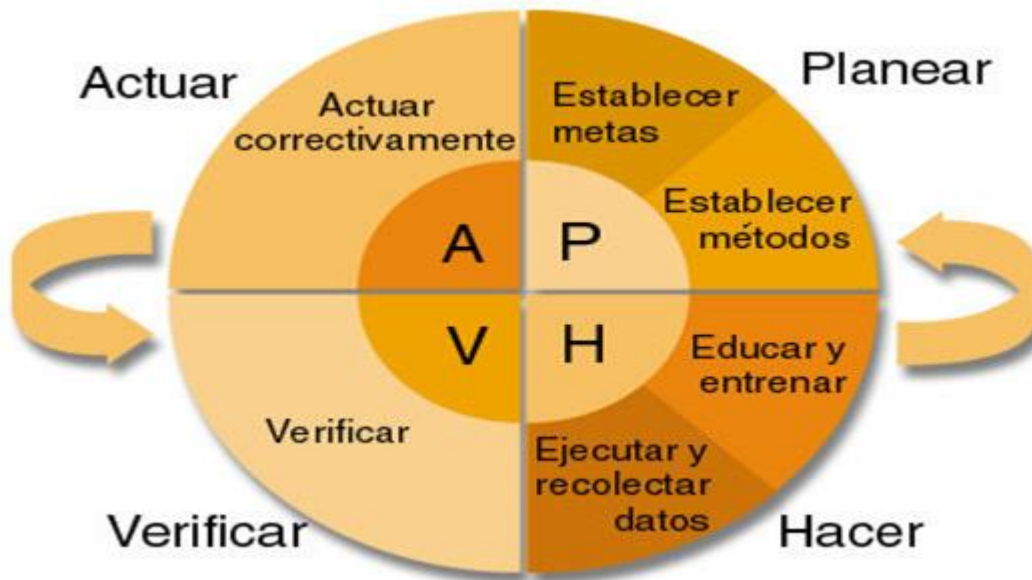 Actuar
Planear
Actuar
correctivamente
Establecer
metas
Establecer
métodos
A
P
V
H
Educar y
entrenar
Verificar
Ejecutar y
recolectar
datos
Verificar
Hacer